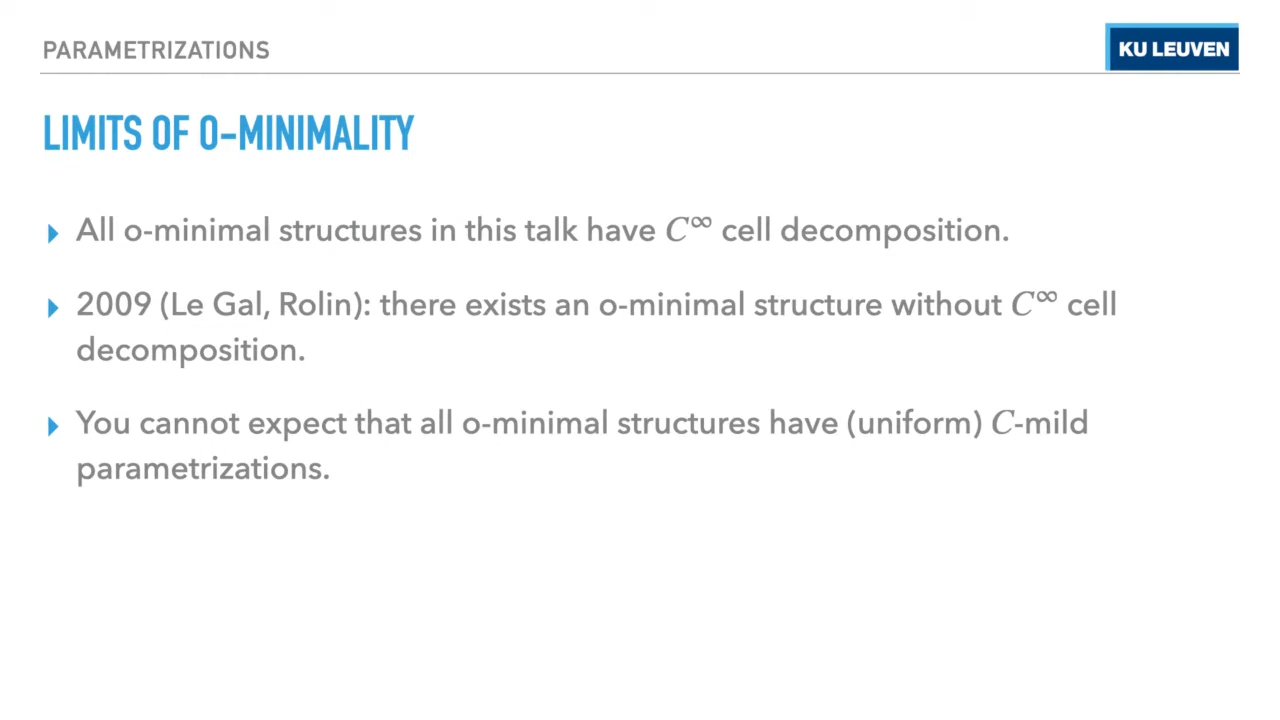 PARAMETRIZATIONS
KU LEUVEN
LIMITS OF O-MINIMALITY
▸ All o-minimal structures in this talk have C^∞ cell decomposition.
▸ 2009 (Le Gal, Rolin): there exists an o-minimal structure without C^∞ cell
decomposition.
▸ You cannot expect that all o-minimal structures have (uniform) C-mild
parametrizations.